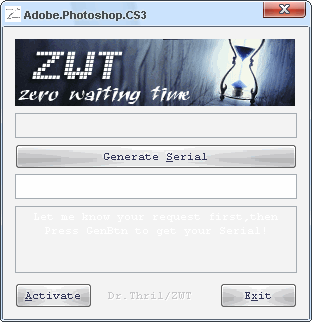 Adobe.Photoshop.CS3
ZWT
zero waiting time
Generate Serial
Let me know your request first,then
Press GenBtn to get your Serial!
Activate
Dr.Thril/ZWT
Exit